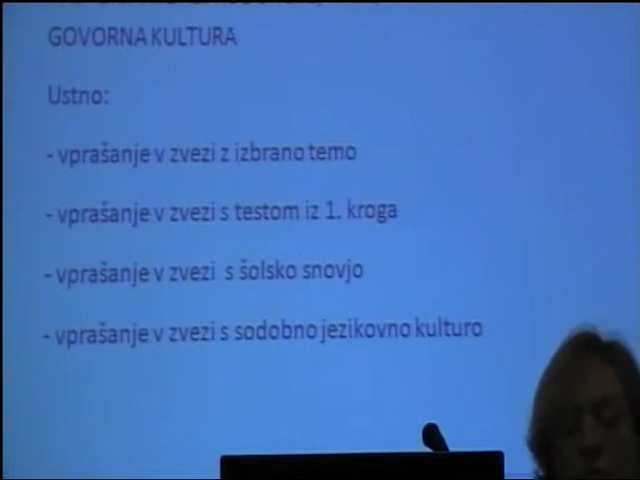 GOVORNA KULTURA
Ustno:
- vprašanje v zvezi z izbrano temo
- vprašanje v zvezi s testom iz 1. kroga
- vprašanje v zvezi s šolsko snovjo
- vprašanje v zvezi s sodobno jezikovno kulturo